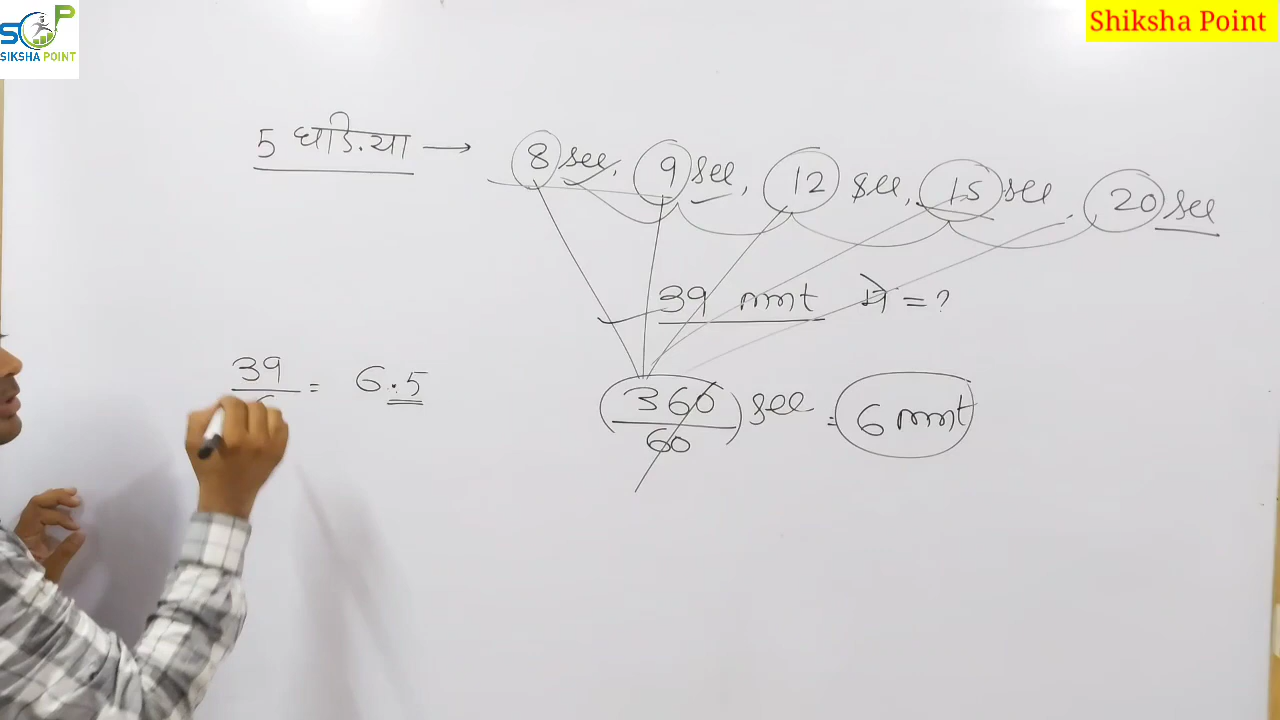 SP
SIKSHA POINT
Shiksha Point
5 घड़िया → 8 sec, 9 sec, 12 sec, 15 sec, 20 sec
39 mnt मे = ?
39/6 = 6.5
(360/60) sec = 6 mnt